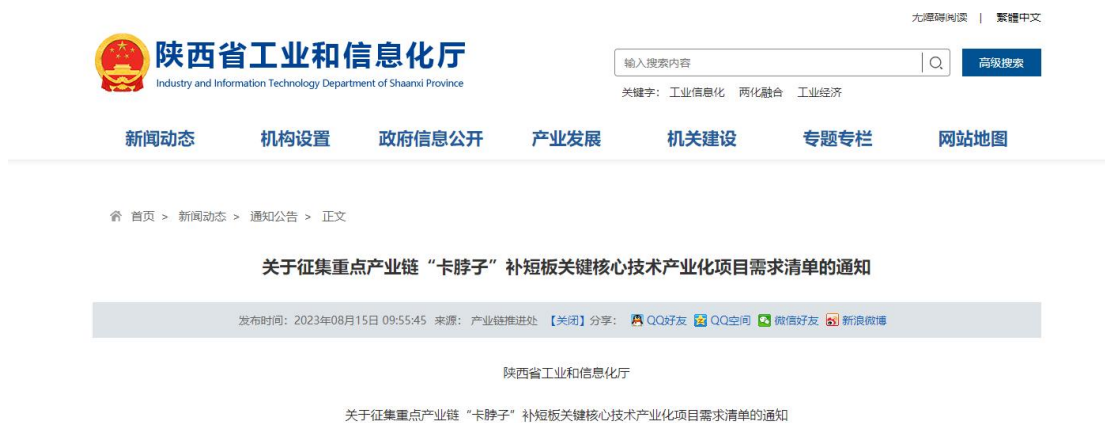 无障碍阅读 | 繁體中文
陕西省工业和信息化厅
Industry and Information Technology Department of Shaanxi Province
输入搜索内容
高级搜索
关键字： 工业信息化 两化融合 工业经济
新闻动态 机构设置 政府信息公开 产业发展 机关建设 专题专栏 网站地图
首页 > 新闻动态 > 通知公告 > 正文
关于征集重点产业链“卡脖子”补短板关键核心技术产业化项目需求清单的通知
发布时间：2023年08月15日 09:55:45 来源： 产业链推进处 【关闭】分享： QQ好友 QQ空间 微信好友 新浪微博
陕西省工业和信息化厅
关于征集重点产业链“卡脖子”补短板关键核心技术产业化项目需求清单的通知